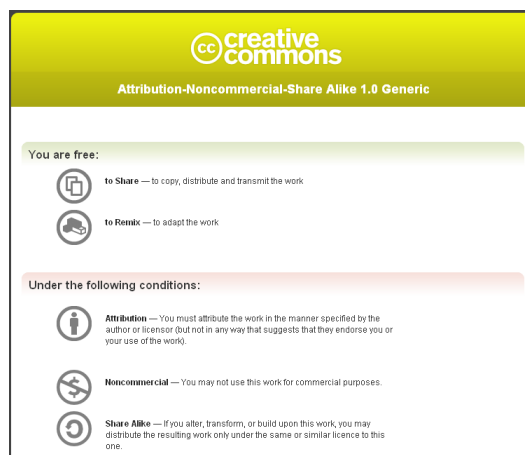 cc creative
commons
Attribution-Noncommercial-Share Alike 1.0 Generic
You are free:
to Share — to copy, distribute and transmit the work
to Remix — to adapt the work
Under the following conditions:
Attribution — You must attribute the work in the manner specified by the
author or licensor (but not in any way that suggests that they endorse you or
your use of the work).
Noncommercial — You may not use this work for commercial purposes.
Share Alike — If you alter, transform, or build upon this work, you may
distribute the resulting work only under the same or similar licence to this
one.